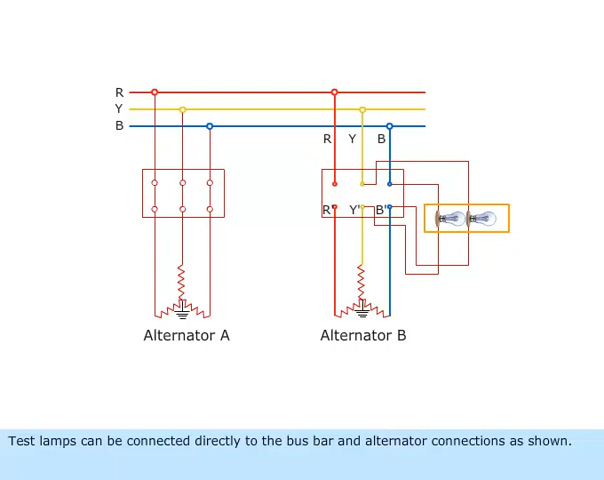 R
Y
B
R Y B
R' Y' B'
Alternator A Alternator B
Test lamps can be connected directly to the bus bar and alternator connections as shown.